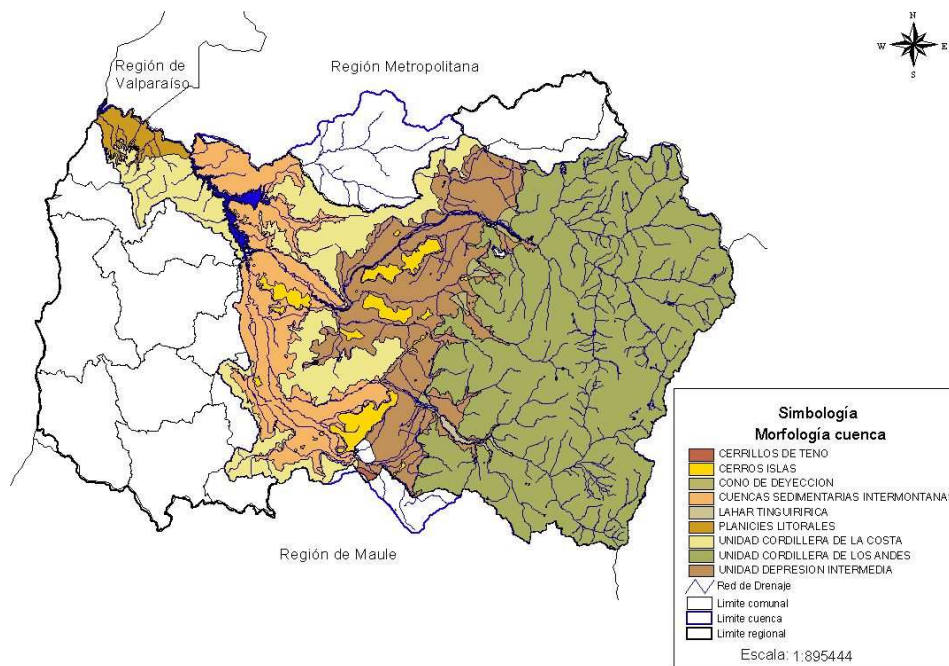 N
W E
S
Región de
Valparaíso
Región Metropolitana
Región de Maule
Simbología
Morfología cuenca
CERRILLOS DE TENO
CERROS ISLAS
CONO DE DEYECCION
CUENCAS SEDIMENTARIAS INTERMONTANAS
LAHAR TINGUIRIRICA
PLANICIES LITORALES
UNIDAD CORDILLERA DE LA COSTA
UNIDAD CORDILLERA DE LOS ANDES
UNIDAD DEPRESION INTERMEDIA
Red de Drenaje
Limite comunal
Limite cuenca
Limite regional
Escala: 1:895444